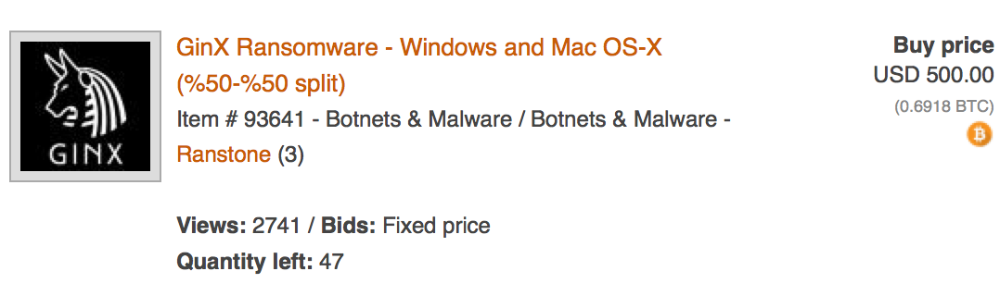 GINX
GinX Ransomware - Windows and Mac OS-X
(%50-%50 split)
Item # 93641 - Botnets & Malware / Botnets & Malware -
Ranstone (3)
Views: 2741 / Bids: Fixed price
Quantity left: 47
Buy price
USD 500.00
(0.6918 BTC)